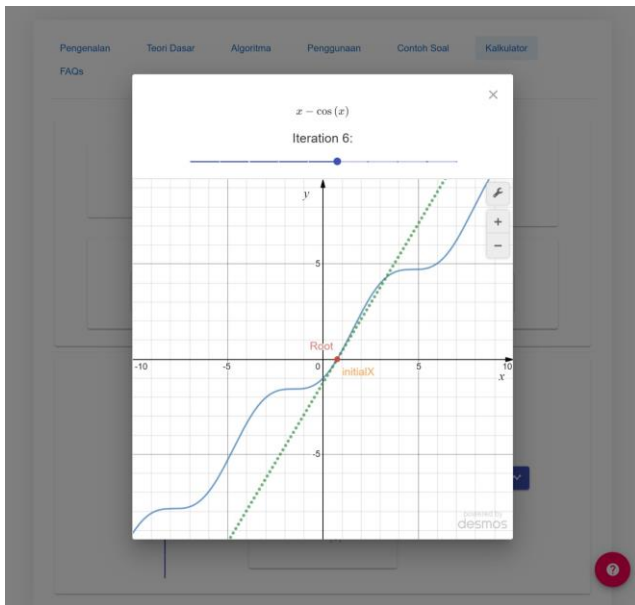 Pengenalan Teori Dasar Algoritma Penggunaan Contoh Soal Kalkulator
FAQs
×
x − cos (x)
Iteration 6:
y
+
−
5
Root
-10 -5 0 5 10
initialX
x
-5
powered by
desmos
?